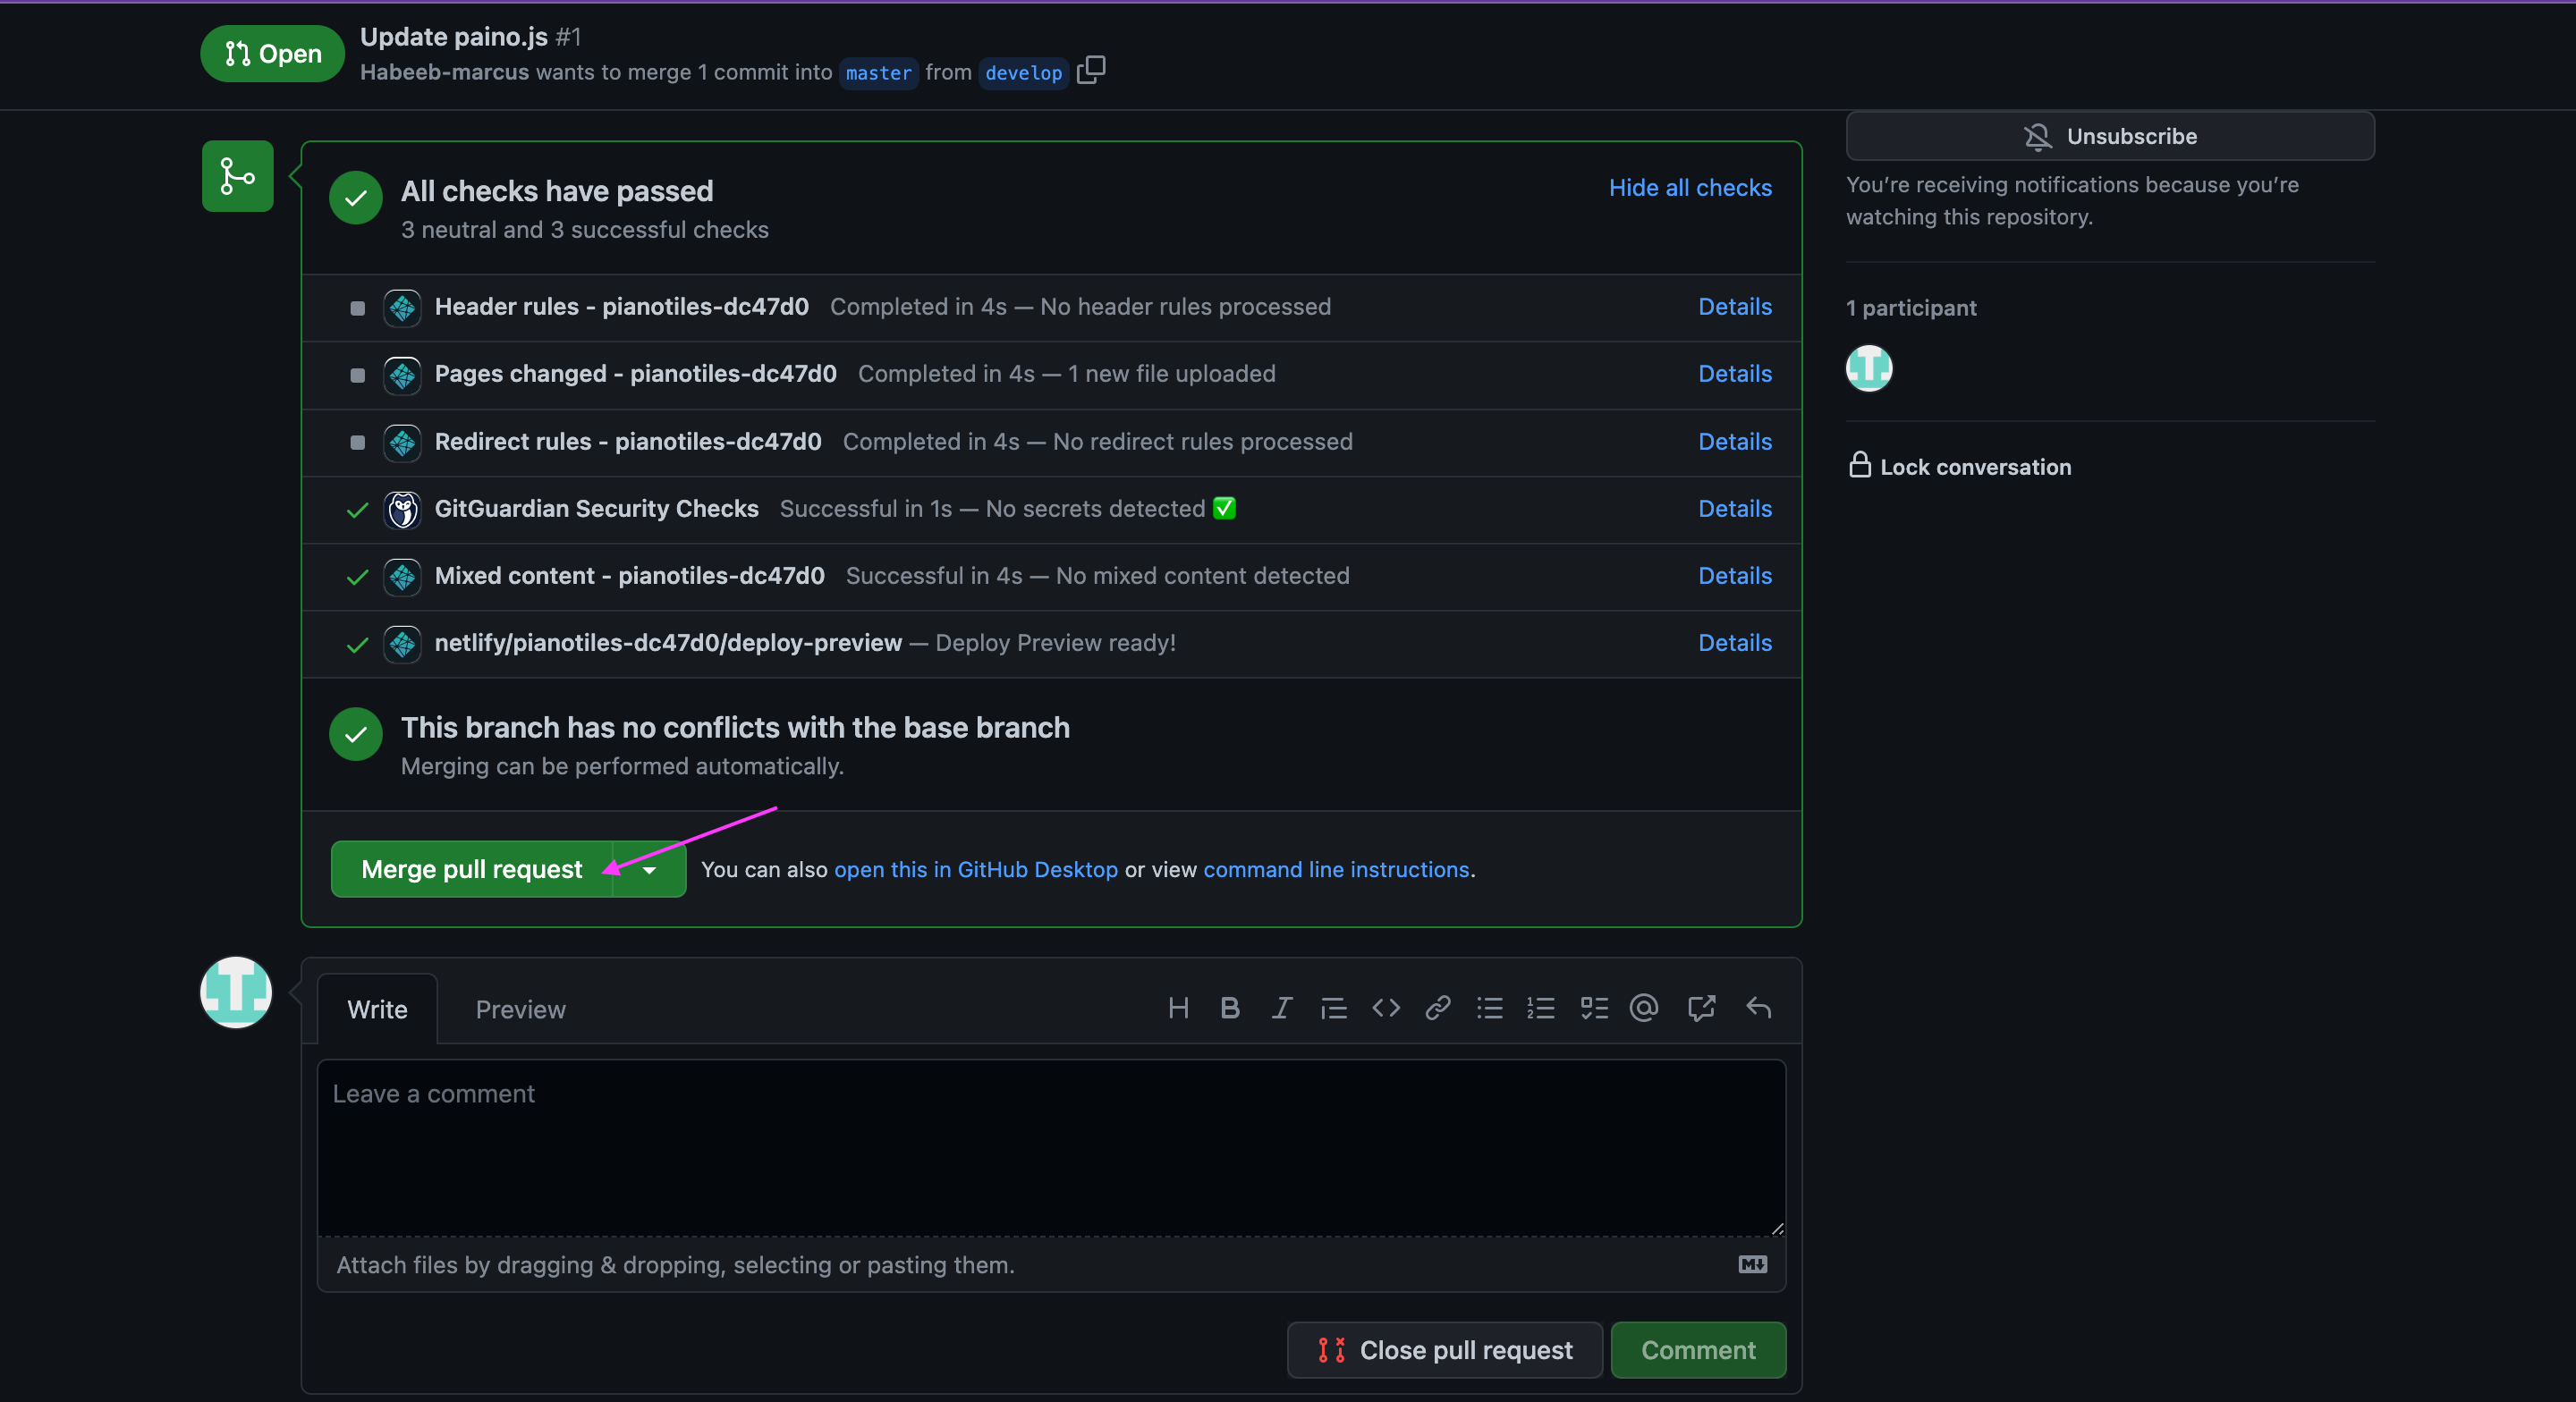 Open
Update paino.js #1
Habeeb-marcus wants to merge 1 commit into master from develop
All checks have passed
Hide all checks
3 neutral and 3 successful checks
Header rules - pianotiles-dc47d0 Completed in 4s — No header rules processed Details
Pages changed - pianotiles-dc47d0 Completed in 4s — 1 new file uploaded Details
Redirect rules - pianotiles-dc47d0 Completed in 4s — No redirect rules processed Details
GitGuardian Security Checks Successful in 1s — No secrets detected ✅ Details
Mixed content - pianotiles-dc47d0 Successful in 4s — No mixed content detected Details
netlify/pianotiles-dc47d0/deploy-preview — Deploy Preview ready! Details
This branch has no conflicts with the base branch
Merging can be performed automatically.
Merge pull request
You can also open this in GitHub Desktop or view command line instructions.
Write
Preview
Leave a comment
Attach files by dragging & dropping, selecting or pasting them.
Close pull request
Comment
Unsubscribe
You’re receiving notifications because you’re
watching this repository.
1 participant
Lock conversation